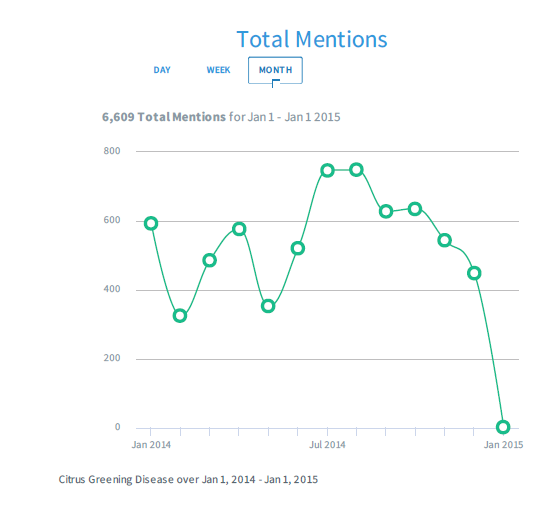 Total Mentions
DAY WEEK MONTH
6,609 Total Mentions for Jan 1 - Jan 1 2015
800
600
400
200
0
Jan 2014 Jul 2014 Jan 2015
Citrus Greening Disease over Jan 1, 2014 - Jan 1, 2015